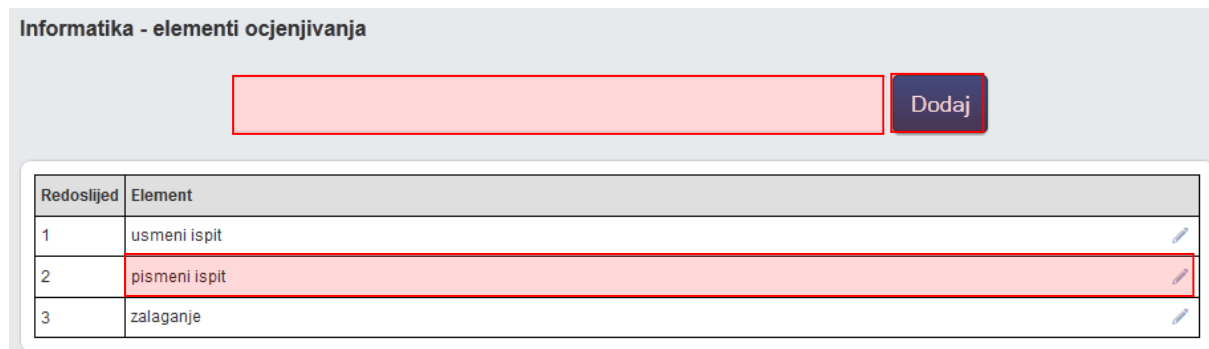 Informatika - elementi ocjenjivanja
Dodaj
Redoslijed Element
1 usmeni ispit
2 pismeni ispit
3 zalaganje